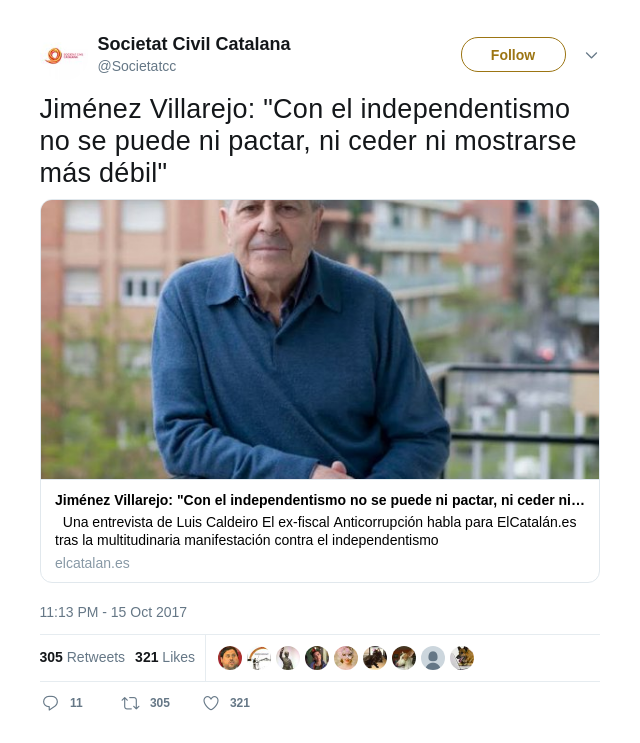 Societat Civil Catalana
@Societatcc
Follow
Jiménez Villarejo: "Con el independentismo
no se puede ni pactar, ni ceder ni mostrarse
más débil"
Jiménez Villarejo: "Con el independentismo no se puede ni pactar, ni ceder ni…
Una entrevista de Luis Caldeiro El ex-fiscal Anticorrupción habla para ElCatalán.es
tras la multitudinaria manifestación contra el independentismo
elcatalan.es
11:13 PM - 15 Oct 2017
305 Retweets 321 Likes
11 305 321